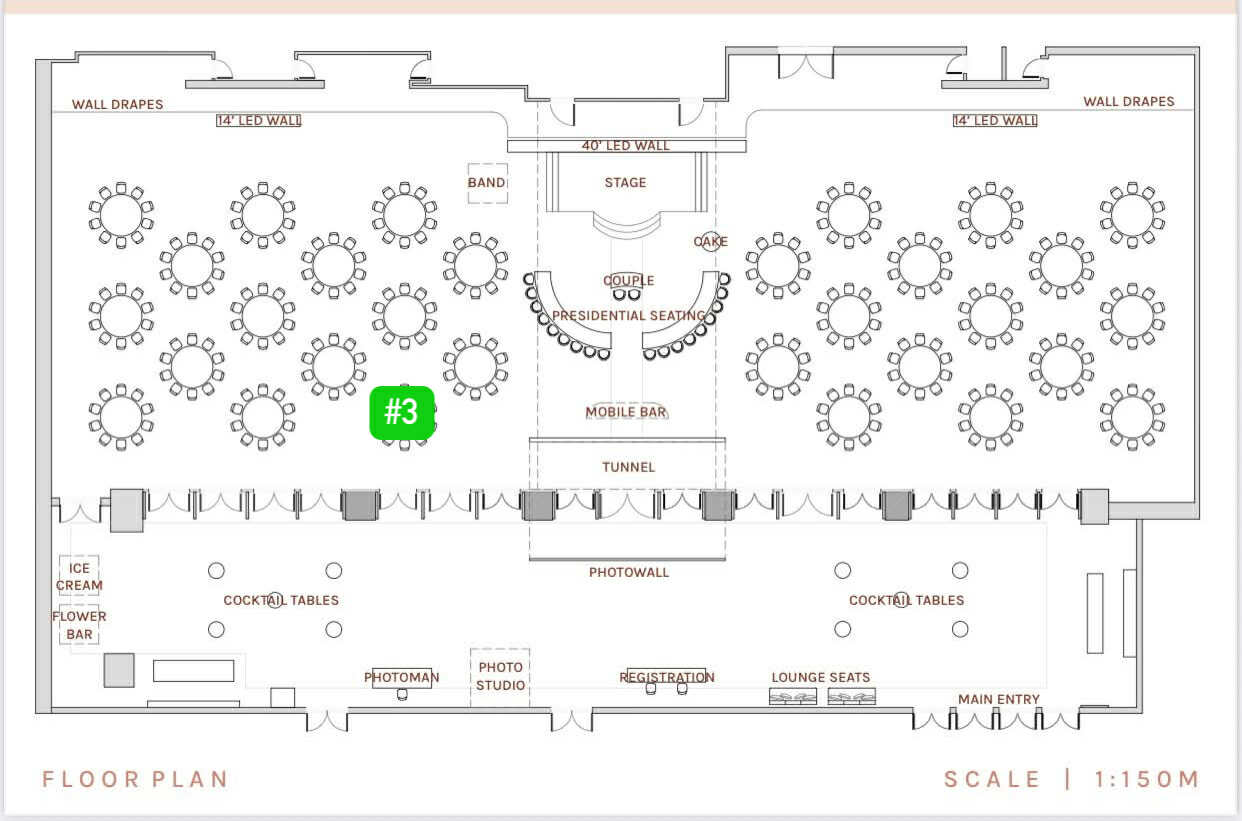 WALL DRAPES
WALL DRAPES
14' LED WALL
14' LED WALL
40' LED WALL
BAND
STAGE
CAKE
COUPLE
PRESIDENTIAL SEATING
#3
MOBILE BAR
TUNNEL
PHOTOWALL
ICE
CREAM
COCKTAIL TABLES
COCKTAIL TABLES
FLOWER
BAR
PHOTOMAN
PHOTO
STUDIO
REGISTRATION
LOUNGE SEATS
MAIN ENTRY
FLOOR PLAN
SCALE | 1:150M